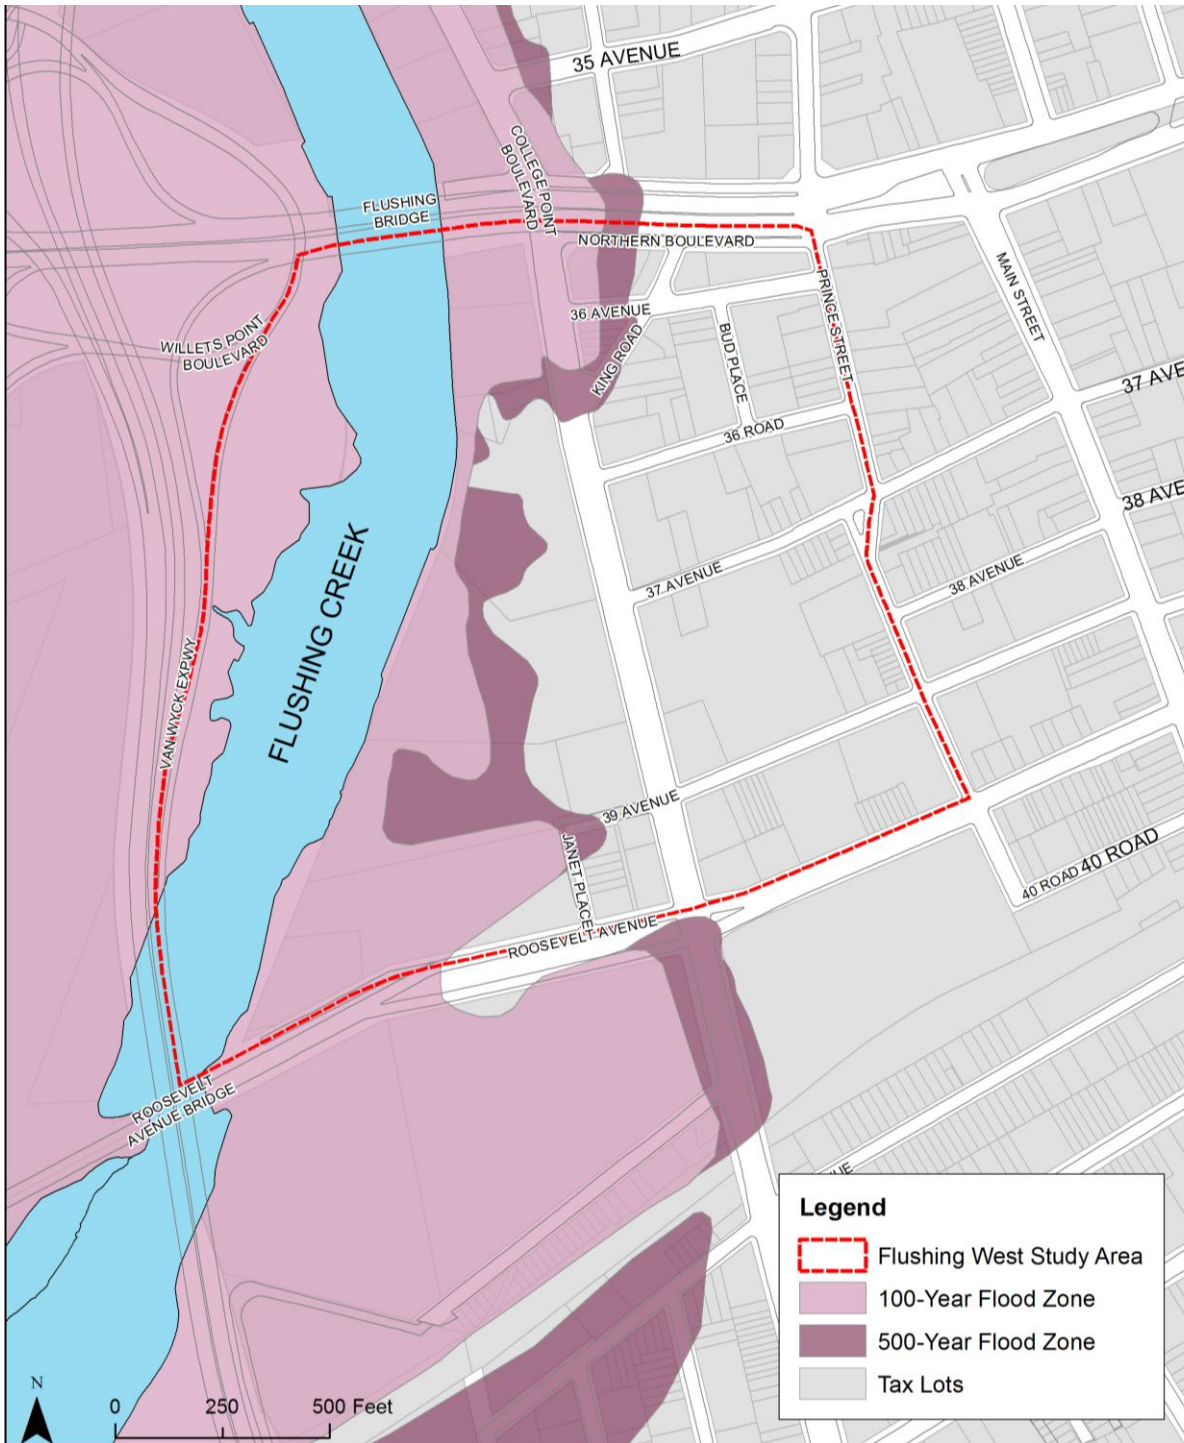 35 AVENUE
COLLEGE POINT
BOULEVARD
FLUSHING
BRIDGE
NORTHERN BOULEVARD
PRINCE STREET
MAIN STREET
36 AVENUE
KING ROAD
BUD PLACE
WILLETS POINT
BOULEVARD
37 AVE
36 ROAD
38 AVE
FLUSHING CREEK
37 AVENUE
38 AVENUE
VAN WYCK EXPWY
39 AVENUE
JANET PLACE
40 ROAD
40 ROAD
ROOSEVELT AVENUE
ROOSEVELT
AVENUE BRIDGE
Legend
Flushing West Study Area
100-Year Flood Zone
500-Year Flood Zone
Tax Lots
N
0 250 500 Feet